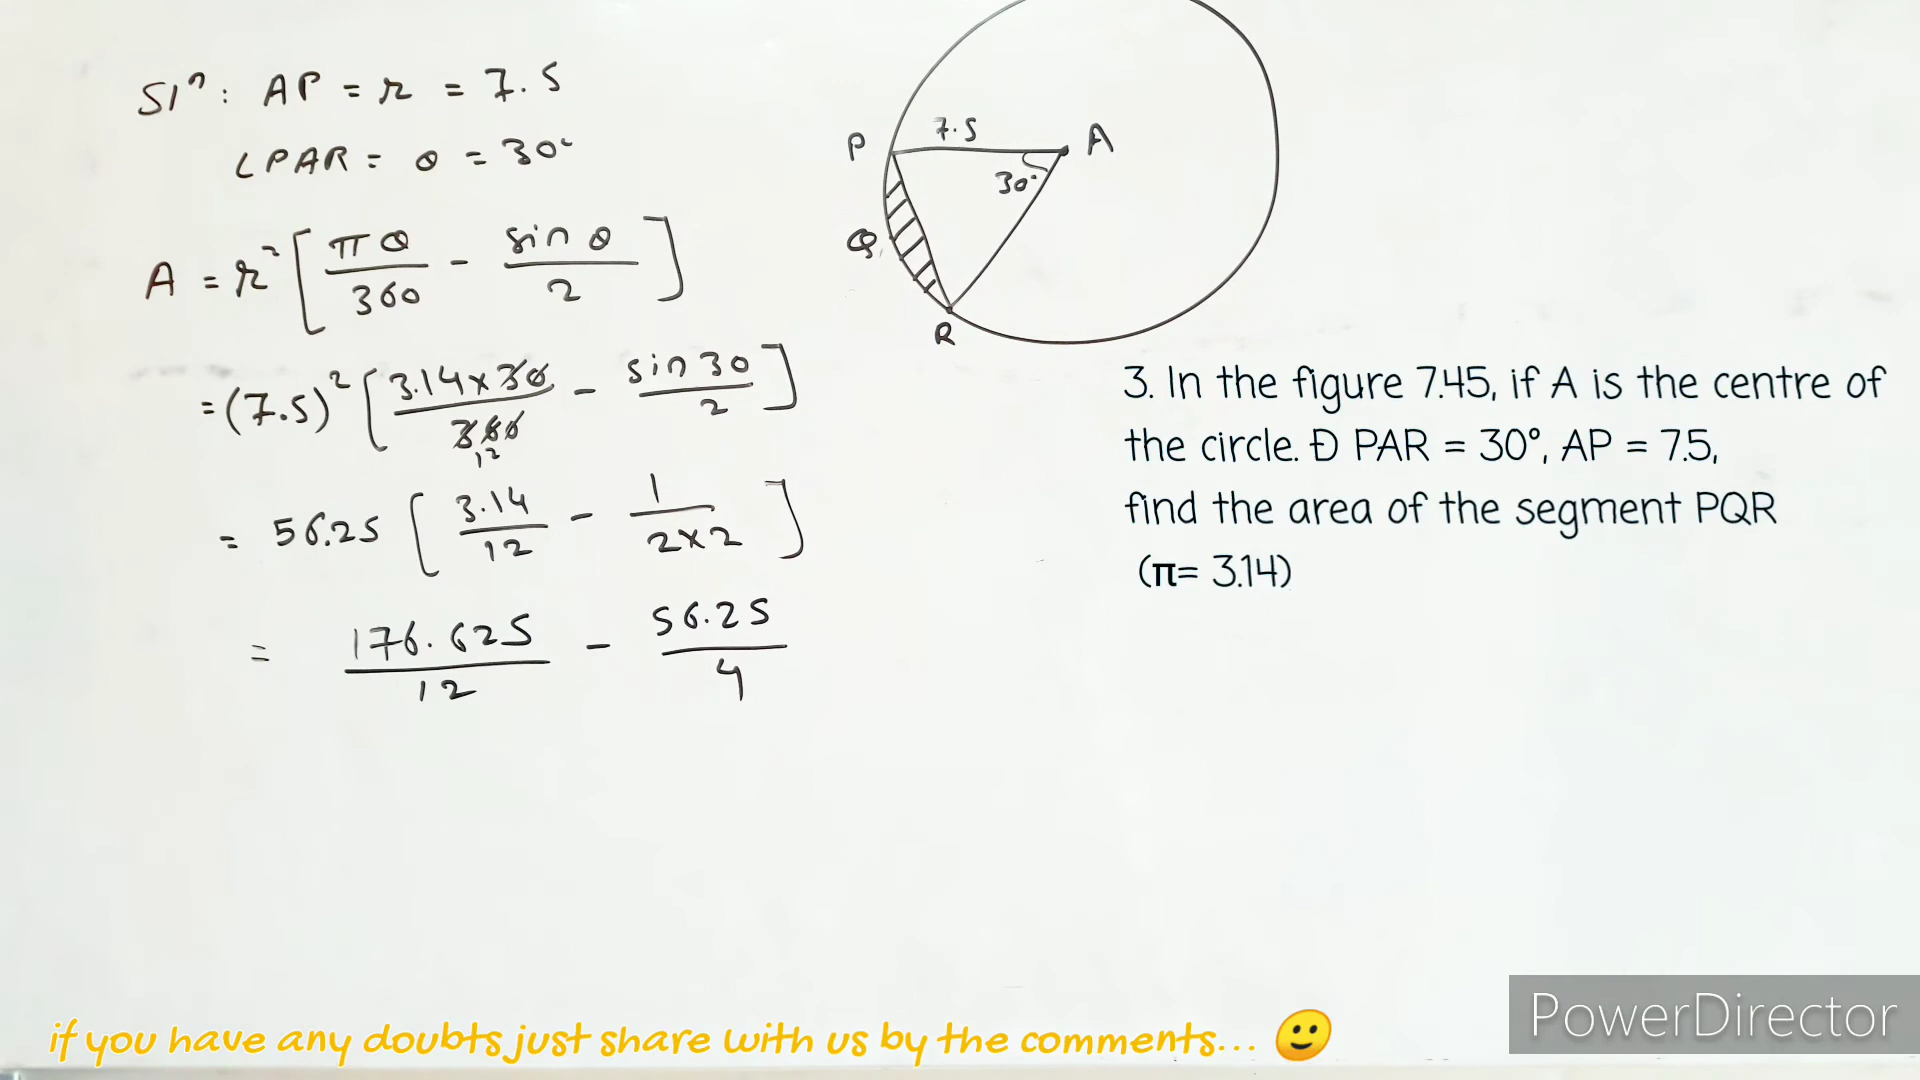 Slⁿ: AP = r = 7.5
∠PAR = θ = 30°
A = r² [ πθ/360 - sin θ/2 ]
= (7.5)² [ 3.14 x 30/360 - sin 30/2 ]
12
= 56.25 [ 3.14/12 - 1/2x2 ]
= 176.625/12 - 56.25/4
P 7.5 A
30°
Q
R
3. In the figure 7.45, if A is the centre of
the circle. Đ PAR = 30°, AP = 7.5,
find the area of the segment PQR
(π= 3.14)
if you have any doubts just share with us by the comments... 🙂
PowerDirector